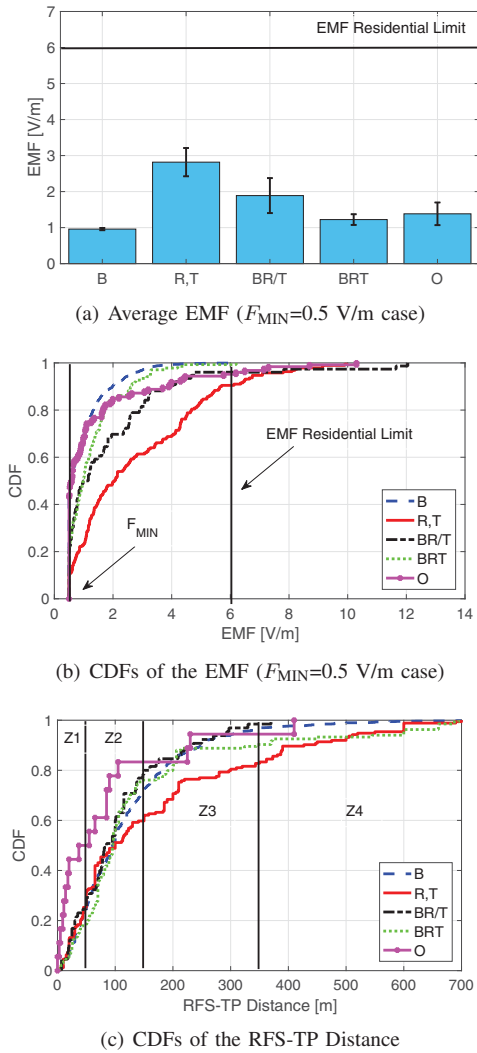 7
6
5
4
3
2
1
0
EMF [V/m]
EMF Residential Limit
B
R,T
BR/T
BRT
O
(a) Average EMF (F_MIN=0.5 V/m case)
1
0.8
0.6
0.4
0.2
0
CDF
F_MIN
EMF Residential Limit
B
R,T
BR/T
BRT
O
0
2
4
6
8
10
12
14
EMF [V/m]
(b) CDFs of the EMF (F_MIN=0.5 V/m case)
1
0.8
0.6
0.4
0.2
0
CDF
Z1
Z2
Z3
Z4
B
R,T
BR/T
BRT
O
0
100
200
300
400
500
600
700
RFS-TP Distance [m]
(c) CDFs of the RFS-TP Distance